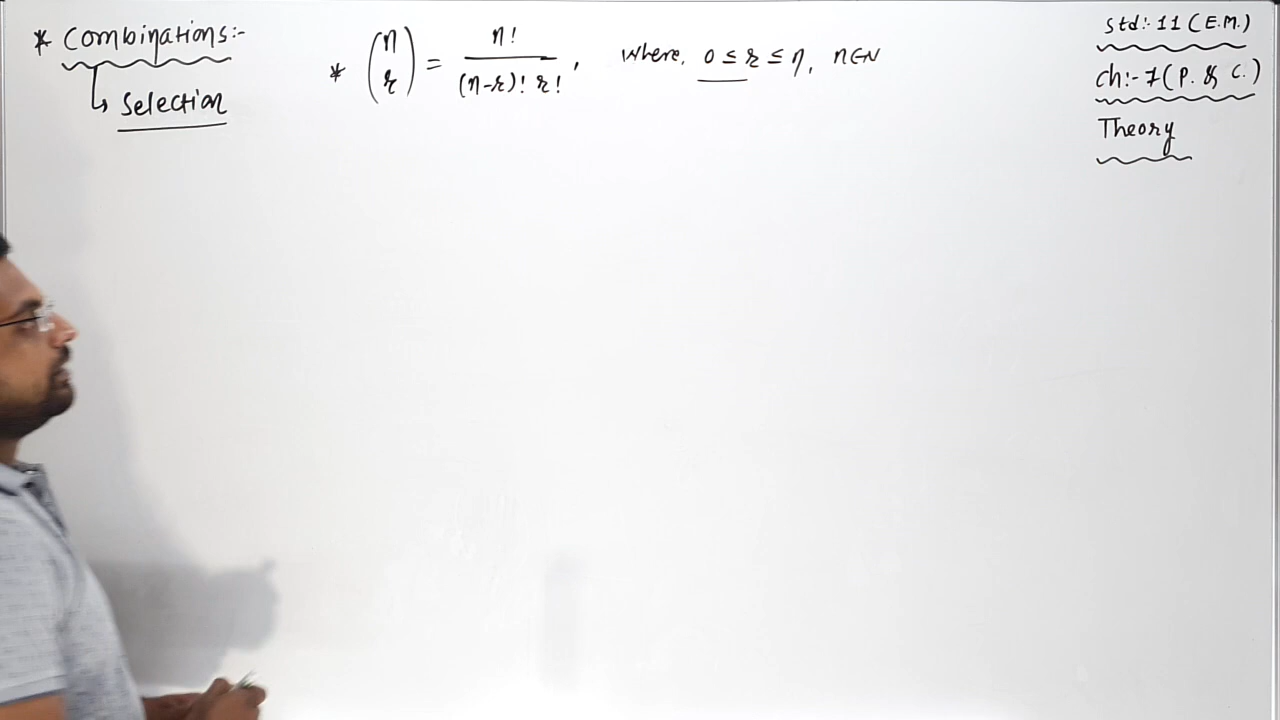 * Combinations:-
↳ Selection
* (n r) = n! / (n-r)! r! , where, 0 ≤ r ≤ n, n∈N
std:- 11 (E.M.)
ch:- 7 (P. & C.)
Theory